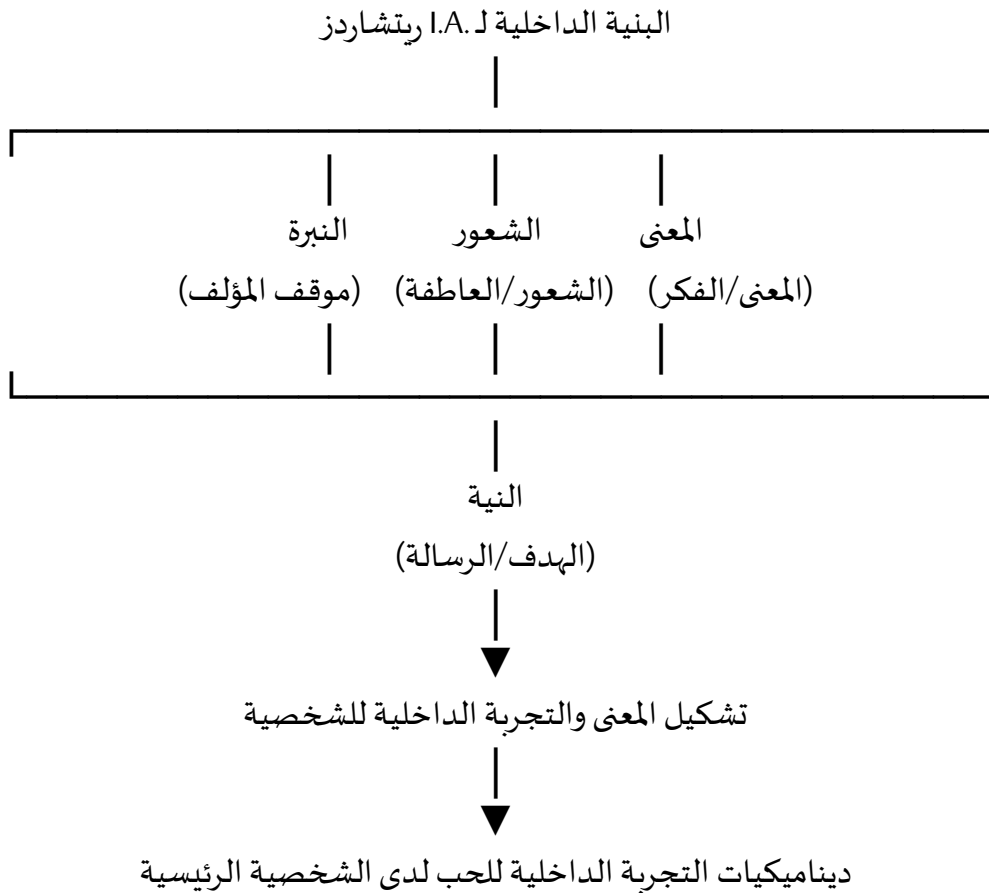 البنية الداخلية لـ I.A. ريتشاردز
المعنى الشعور النبرة
(المعنى/الفكر) (الشعور/العاطفة) (موقف المؤلف)
النية
(الهدف/الرسالة)
تشكيل المعنى والتجربة الداخلية للشخصية
ديناميكيات التجربة الداخلية للحب لدى الشخصية الرئيسية